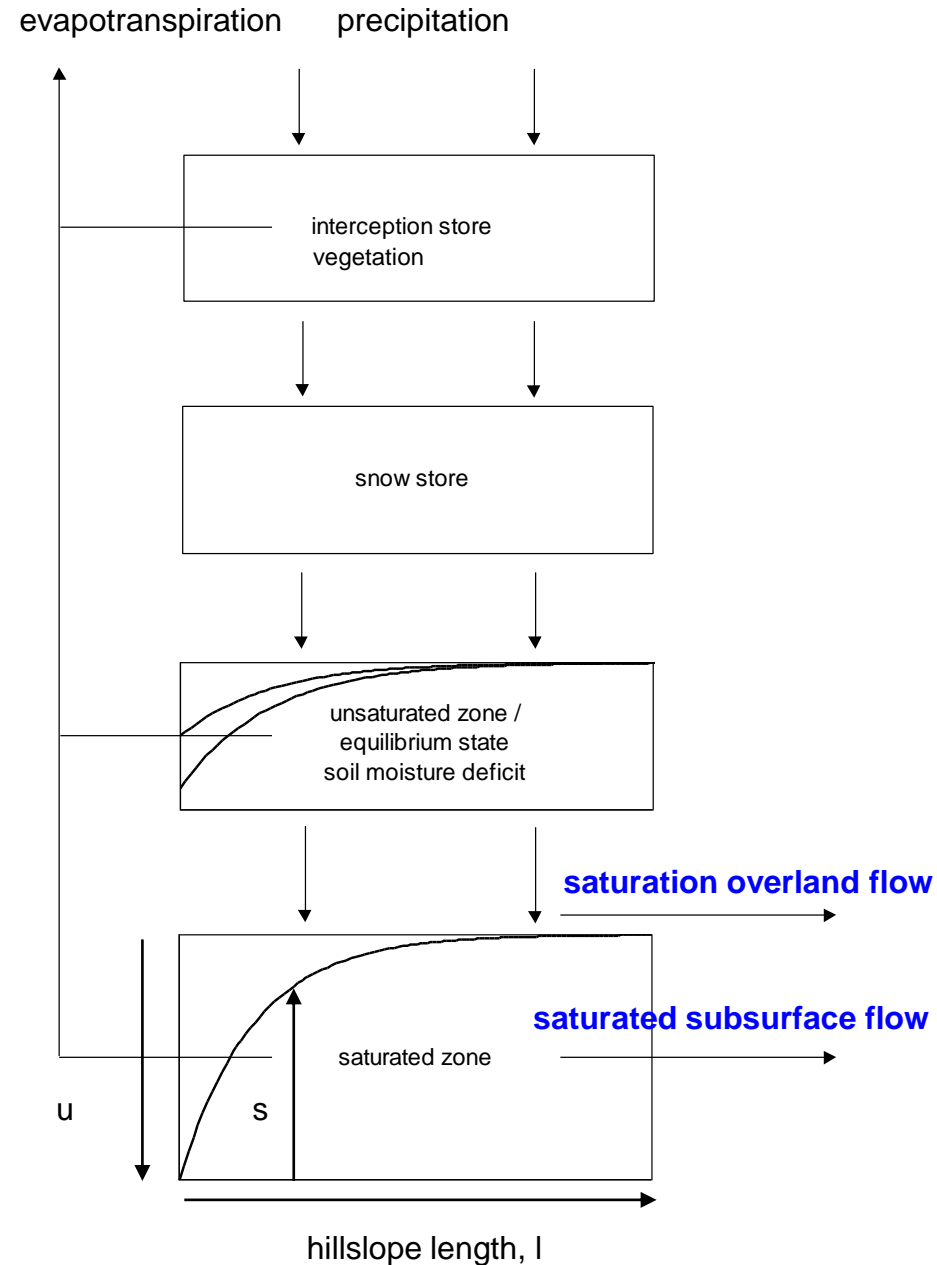 evapotranspiration precipitation
interception store
vegetation
snow store
unsaturated zone /
equilibrium state
soil moisture deficit
saturation overland flow
saturated subsurface flow
saturated zone
u
s
hillslope length, l